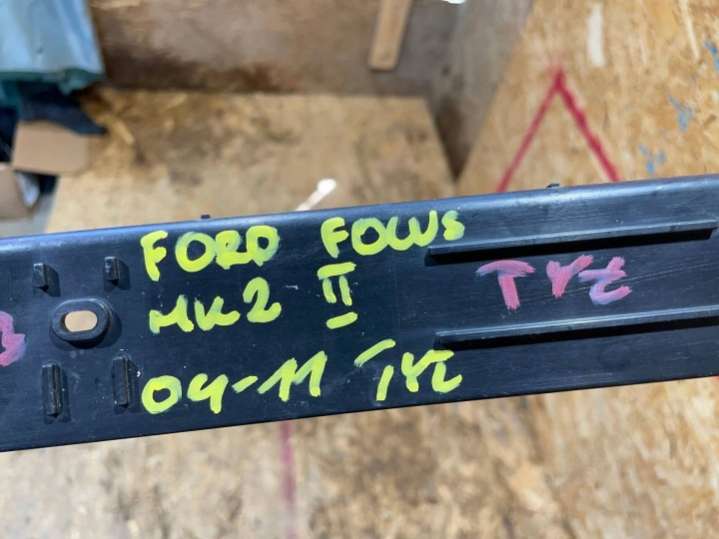 FORD FOCUS
MK2 II
TYŁ
04-11 TYŁ